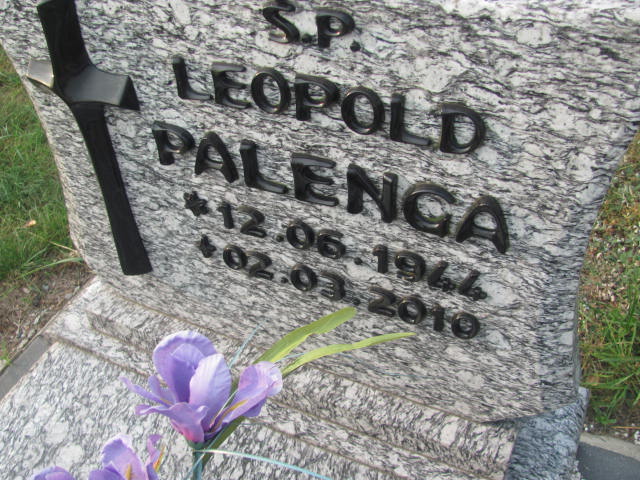 Ś.P.
LEOPOLD
PALENGA
* 12.06.1944
✝ 02.03.2010